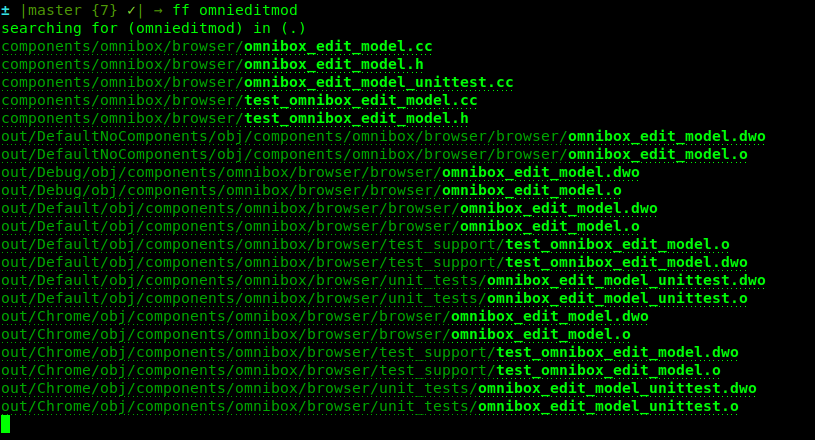 ± |master {7} ✓| → ff omnieditmod
searching for (omnieditmod) in (.)
components/omnibox/browser/omnibox_edit_model.cc
components/omnibox/browser/omnibox_edit_model.h
components/omnibox/browser/omnibox_edit_model_unittest.cc
components/omnibox/browser/test_omnibox_edit_model.cc
components/omnibox/browser/test_omnibox_edit_model.h
out/DefaultNoComponents/obj/components/omnibox/browser/browser/omnibox_edit_model.dwo
out/DefaultNoComponents/obj/components/omnibox/browser/browser/omnibox_edit_model.o
out/Debug/obj/components/omnibox/browser/browser/omnibox_edit_model.dwo
out/Debug/obj/components/omnibox/browser/browser/omnibox_edit_model.o
out/Default/obj/components/omnibox/browser/browser/omnibox_edit_model.dwo
out/Default/obj/components/omnibox/browser/browser/omnibox_edit_model.o
out/Default/obj/components/omnibox/browser/test_support/test_omnibox_edit_model.o
out/Default/obj/components/omnibox/browser/test_support/test_omnibox_edit_model.dwo
out/Default/obj/components/omnibox/browser/unit_tests/omnibox_edit_model_unittest.dwo
out/Default/obj/components/omnibox/browser/unit_tests/omnibox_edit_model_unittest.o
out/Chrome/obj/components/omnibox/browser/browser/omnibox_edit_model.dwo
out/Chrome/obj/components/omnibox/browser/browser/omnibox_edit_model.o
out/Chrome/obj/components/omnibox/browser/test_support/test_omnibox_edit_model.dwo
out/Chrome/obj/components/omnibox/browser/test_support/test_omnibox_edit_model.o
out/Chrome/obj/components/omnibox/browser/unit_tests/omnibox_edit_model_unittest.dwo
out/Chrome/obj/components/omnibox/browser/unit_tests/omnibox_edit_model_unittest.o